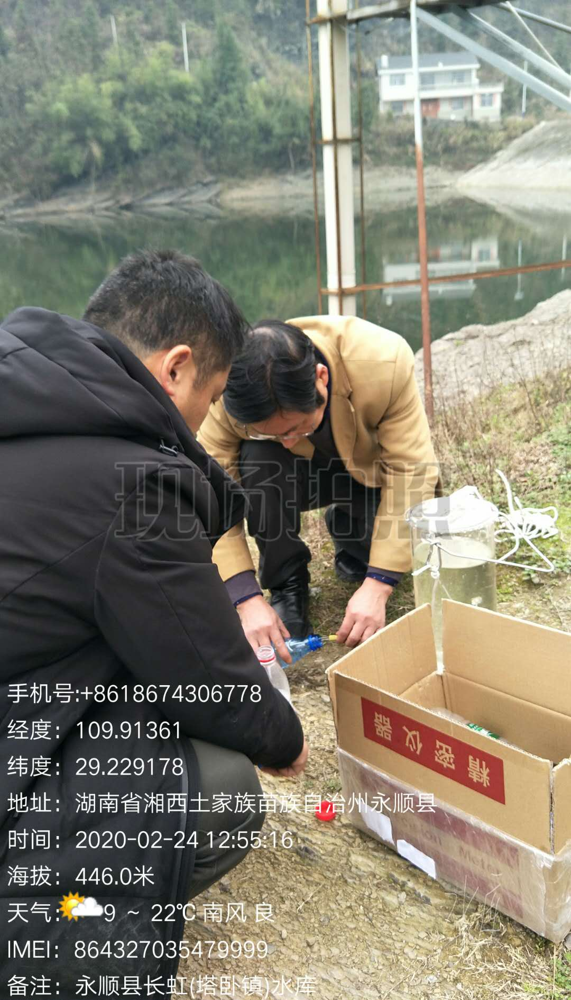 现场拍照
精密仪器
Meter
手机号:+8618674306778
经度：109.91361
纬度：29.229178
地址：湖南省湘西土家族苗族自治州永顺县
时间：2020-02-24 12:55:16
海拔：446.0米
天气:9 ~ 22℃ 南风 良
IMEI：864327035479999
备注：永顺县长虹(塔卧镇)水库